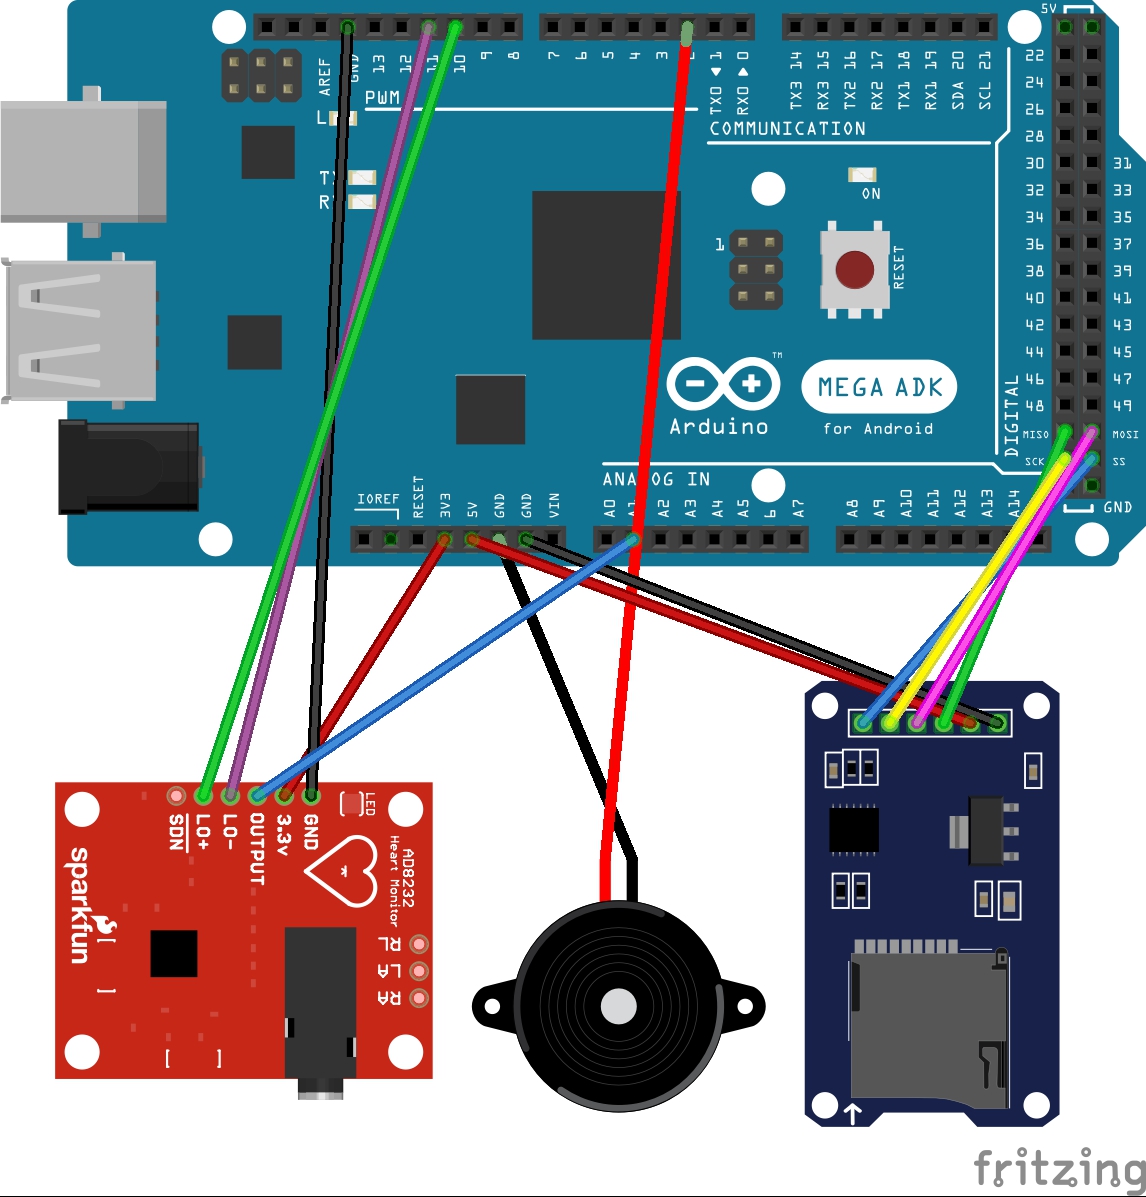 5V
AREF
GND
13
12
11
10
9
8
7
6
5
4
3
2
TX0 ◄ 1
RX0 ► 0
TX3 14
RX3 15
TX2 16
RX2 17
TX1 18
RX1 19
SDA 20
SCL 21
PWM
L
COMMUNICATION
ON
1
RESET
22
24
26
28
30 31
32 33
34 35
36 37
38 39
40 41
42 43
44 45
46 47
48 49
MISO MOSI
SCK SS
GND
DIGITAL
TM
Arduino
MEGA ADK
for Android
ANALOG IN
IOREF
RESET
3V3
5V
GND
GND
VIN
A0
A1
A2
A3
A4
A5
6
A7
A8
A9
A10
A11
A12
A13
A14
SDN
LO+
LO-
OUTPUT
3.3v
GND
LED
AD8232
Heart Monitor
sparkfun
RL
LA
RA
fritzing